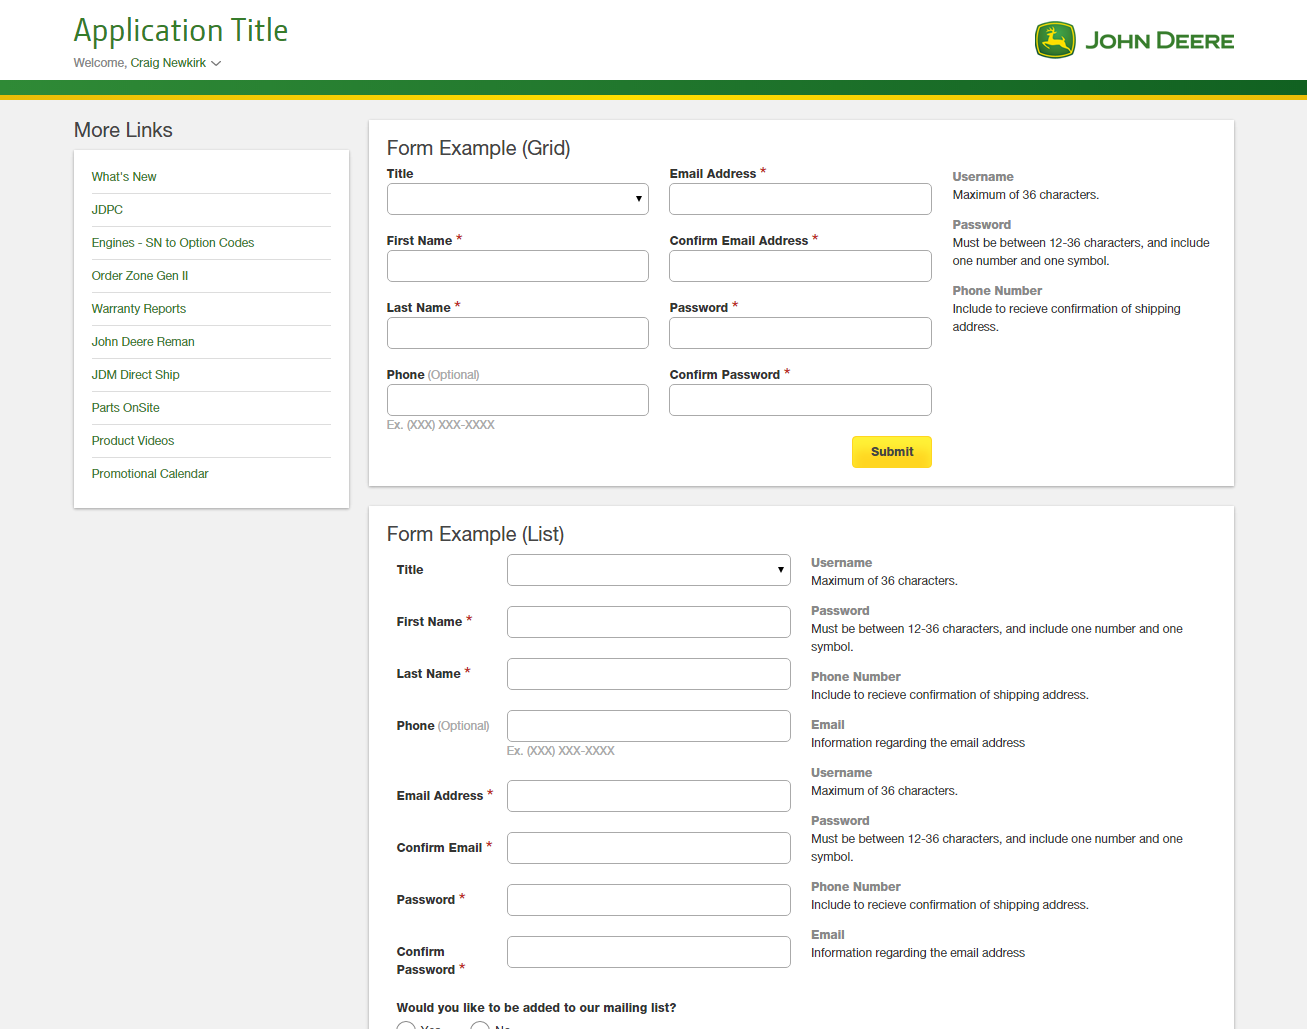 Application Title
Welcome, Craig Newkirk
JOHN DEERE
More Links
What's New
JDPC
Engines - SN to Option Codes
Order Zone Gen II
Warranty Reports
John Deere Reman
JDM Direct Ship
Parts OnSite
Product Videos
Promotional Calendar
Form Example (Grid)
Title
Email Address *
First Name *
Confirm Email Address *
Last Name *
Password *
Phone (Optional)
Confirm Password *
Ex. (XXX) XXX-XXXX
Submit
Username
Maximum of 36 characters.
Password
Must be between 12-36 characters, and include
one number and one symbol.
Phone Number
Include to recieve confirmation of shipping
address.
Form Example (List)
Title
First Name *
Last Name *
Phone (Optional)
Ex. (XXX) XXX-XXXX
Email Address *
Confirm Email *
Password *
Confirm
Password *
Would you like to be added to our mailing list?
Yes
No
Username
Maximum of 36 characters.
Password
Must be between 12-36 characters, and include one number and one
symbol.
Phone Number
Include to recieve confirmation of shipping address.
Email
Information regarding the email address
Username
Maximum of 36 characters.
Password
Must be between 12-36 characters, and include one number and one
symbol.
Phone Number
Include to recieve confirmation of shipping address.
Email
Information regarding the email address